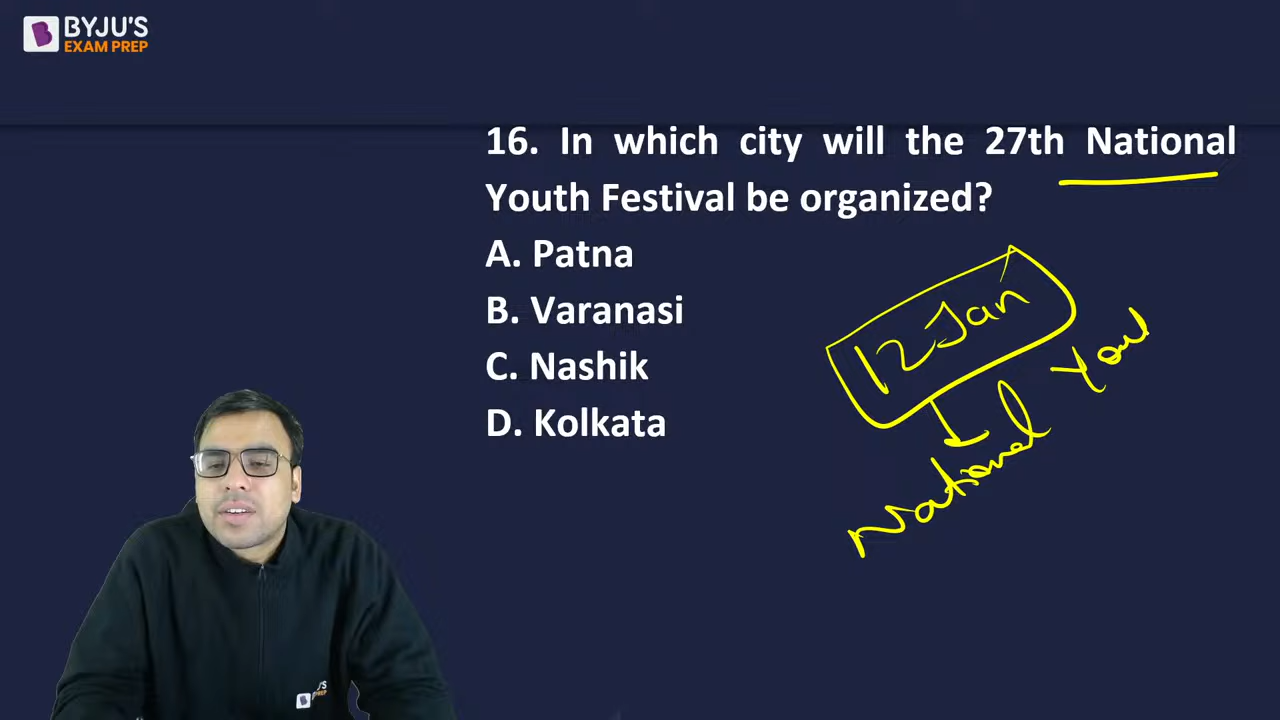 BYJU'S
EXAM PREP
16. In which city will the 27th National
Youth Festival be organized?
A. Patna
B. Varanasi
C. Nashik
D. Kolkata
12 Jan
National You